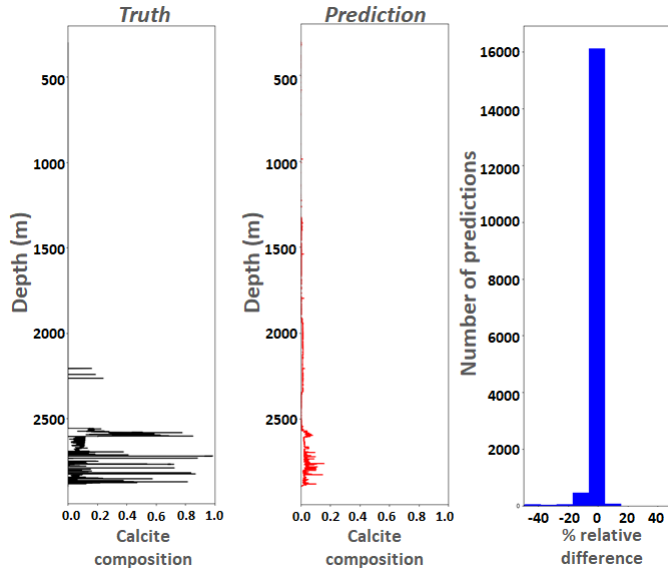 Truth
Depth (m)
500
1000
1500
2000
2500
0.0 0.2 0.4 0.6 0.8 1.0
Calcite
composition
Prediction
Depth (m)
500
1000
1500
2000
2500
0.0 0.2 0.4 0.6 0.8 1.0
Calcite
composition
Number of predictions
16000
14000
12000
10000
8000
6000
4000
2000
0
-40 -20 0 20 40
% relative
difference